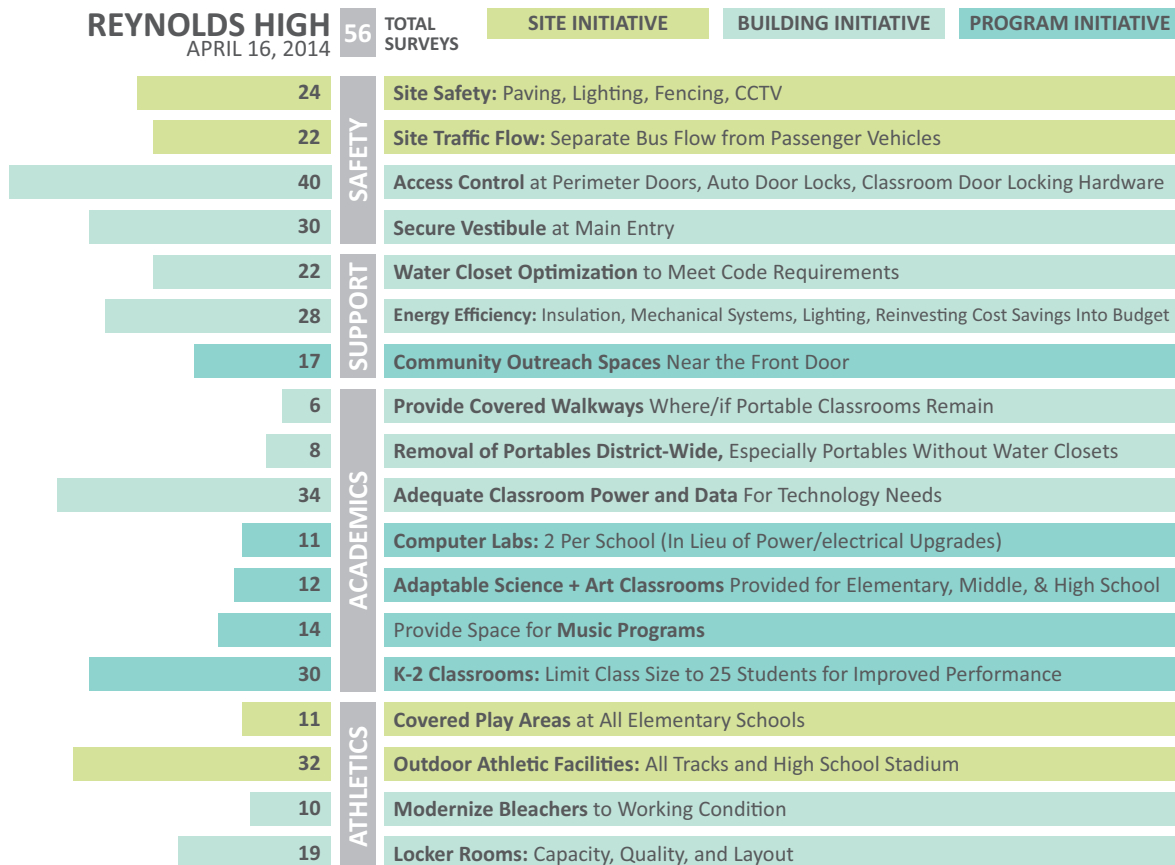 REYNOLDS HIGH
APRIL 16, 2014
56
TOTAL
SURVEYS
SITE INITIATIVE
BUILDING INITIATIVE
PROGRAM INITIATIVE
SAFETY
24 Site Safety: Paving, Lighting, Fencing, CCTV
22 Site Traffic Flow: Separate Bus Flow from Passenger Vehicles
40 Access Control at Perimeter Doors, Auto Door Locks, Classroom Door Locking Hardware
30 Secure Vestibule at Main Entry
SUPPORT
22 Water Closet Optimization to Meet Code Requirements
28 Energy Efficiency: Insulation, Mechanical Systems, Lighting, Reinvesting Cost Savings Into Budget
17 Community Outreach Spaces Near the Front Door
ACADEMICS
6 Provide Covered Walkways Where/if Portable Classrooms Remain
8 Removal of Portables District-Wide, Especially Portables Without Water Closets
34 Adequate Classroom Power and Data For Technology Needs
11 Computer Labs: 2 Per School (In Lieu of Power/electrical Upgrades)
12 Adaptable Science + Art Classrooms Provided for Elementary, Middle, & High School
14 Provide Space for Music Programs
30 K-2 Classrooms: Limit Class Size to 25 Students for Improved Performance
ATHLETICS
11 Covered Play Areas at All Elementary Schools
32 Outdoor Athletic Facilities: All Tracks and High School Stadium
10 Modernize Bleachers to Working Condition
19 Locker Rooms: Capacity, Quality, and Layout